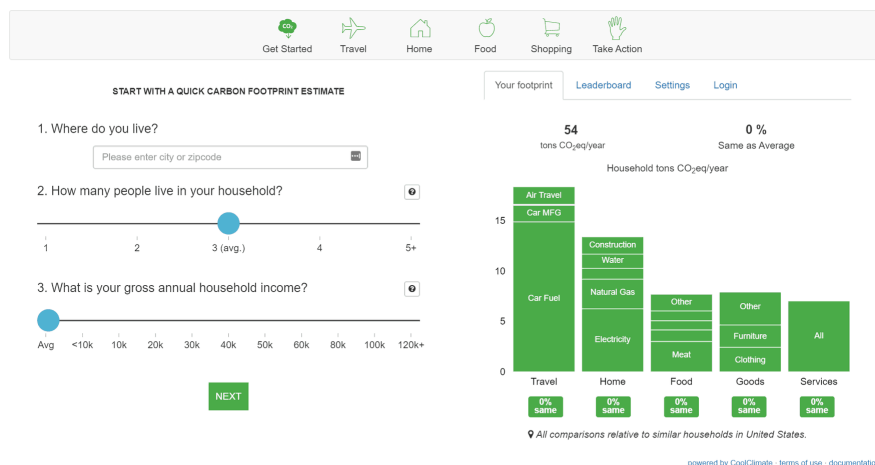 CO₂
Get Started Travel Home Food Shopping Take Action
START WITH A QUICK CARBON FOOTPRINT ESTIMATE
1. Where do you live?
Please enter city or zipcode
2. How many people live in your household?
?
1 2 3 (avg.) 4 5+
3. What is your gross annual household income?
?
Avg <10k 10k 20k 30k 40k 50k 60k 80k 100k 120k+
NEXT
Your footprint Leaderboard Settings Login
54 0 %
tons CO₂eq/year Same as Average
Household tons CO₂eq/year
15
10
5
0
Air Travel
Car MFG
Car Fuel
Construction
Water
Natural Gas
Electricity
Other
Meat
Other
Furniture
Clothing
All
Travel Home Food Goods Services
0% 0% 0% 0% 0%
same same same same same
All comparisons relative to similar households in United States.
powered by CoolClimate · terms of use · documentatio